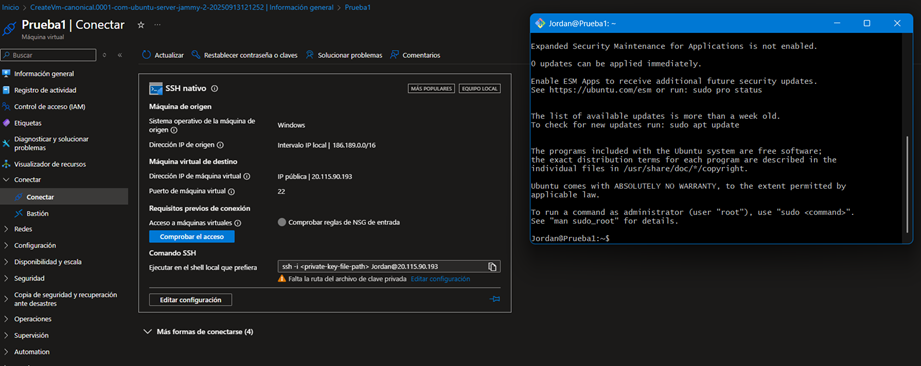 Inicio > CreateVm-canonical.0001-com-ubuntu-server-jammy-2-20250913121252 | Información general > Prueba1
Prueba1 | Conectar
Máquina virtual
Buscar
Información general
Registro de actividad
Control de acceso (IAM)
Etiquetas
Diagnosticar y solucionar
problemas
Visualizador de recursos
Conectar
Conectar
Bastión
Redes
Configuración
Disponibilidad y escala
Seguridad
Copia de seguridad y recuperación
ante desastres
Operaciones
Supervisión
Automation
Actualizar
Restablecer contraseña o claves
Solucionar problemas
Comentarios
SSH nativo
MÁS POPULARES
EQUIPO LOCAL
Máquina de origen
Sistema operativo de la máquina de
origen
Windows
Dirección IP de origen
Intervalo IP local | 186.189.0.0/16
Máquina virtual de destino
Dirección IP de máquina virtual
IP pública | 20.115.90.193
Puerto de máquina virtual
22
Requisitos previos de conexión
Acceso a máquinas virtuales
Comprobar reglas de NSG de entrada
Comprobar el acceso
Comando SSH
Ejecutar en el shell local que prefiera
ssh -i <private-key-file-path> Jordan@20.115.90.193
Falta la ruta del archivo de clave privada Editar configuración
Editar configuración
Más formas de conectarse (4)
Jordan@Prueba1: ~
Expanded Security Maintenance for Applications is not enabled.
0 updates can be applied immediately.
Enable ESM Apps to receive additional future security updates.
See https://ubuntu.com/esm or run: sudo pro status
The list of available updates is more than a week old.
To check for new updates run: sudo apt update
The programs included with the Ubuntu system are free software;
the exact distribution terms for each program are described in the
individual files in /usr/share/doc/*/copyright.
Ubuntu comes with ABSOLUTELY NO WARRANTY, to the extent permitted by
applicable law.
To run a command as administrator (user "root"), use "sudo <command>".
See "man sudo_root" for details.
Jordan@Prueba1:~$